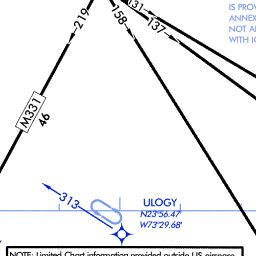 IS PROV
ANNEX
NOT A
WITH I
131
137
158
219
M331
46
313
ULOGY
N23°56.47'
W73°29.68'
NOTE: Limited Chart information provided outside US airspace